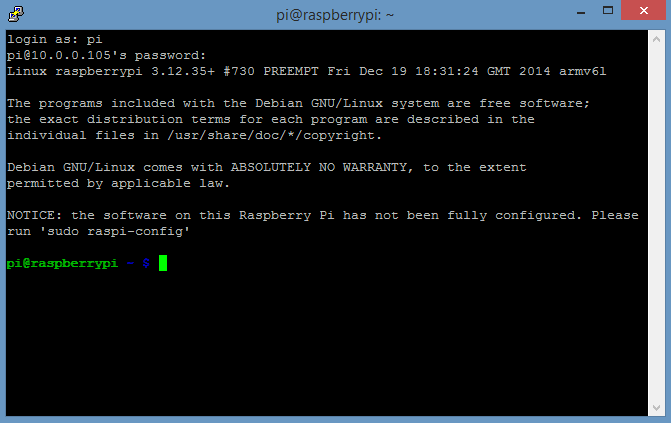 pi@raspberrypi: ~
login as: pi
pi@10.0.0.105's password:
Linux raspberrypi 3.12.35+ #730 PREEMPT Fri Dec 19 18:31:24 GMT 2014 armv6l
The programs included with the Debian GNU/Linux system are free software;
the exact distribution terms for each program are described in the
individual files in /usr/share/doc/*/copyright.
Debian GNU/Linux comes with ABSOLUTELY NO WARRANTY, to the extent
permitted by applicable law.
NOTICE: the software on this Raspberry Pi has not been fully configured. Please
run 'sudo raspi-config'
pi@raspberrypi ~ $